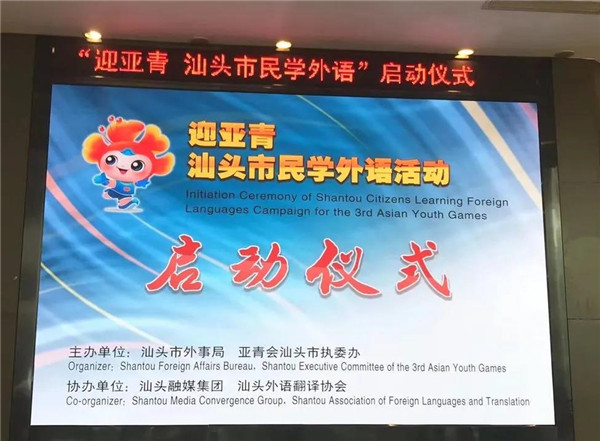 “迎亚青 汕头市民学外语”启动仪式
迎亚青
汕头市民学外语活动
Initiation Ceremony of Shantou Citizens Learning Foreign
Languages Campaign for the 3rd Asian Youth Games
启动仪式
主办单位：汕头市外事局 亚青会汕头市执委办
Organizer: Shantou Foreign Affairs Bureau、Shantou Executive Committee of the 3rd Asian Youth Games
协办单位：汕头融媒集团 汕头外语翻译协会
Co-organizer: Shantou Media Convergence Group、Shantou Association of Foreign Languages and Translation